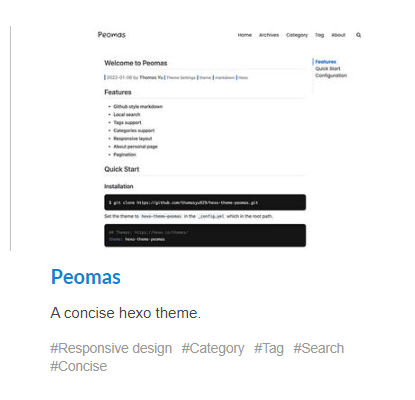 Peomas
Home Archives Category Tag About
Welcome to Peomas
2022-01-06 by Thomas Yu Theme Settings theme markdown Hexo
Features
Quick Start
Configuration
Features
Github style markdown
Local search
Tags support
Categories support
Responsive layout
About personal page
Pagination
Quick Start
Installation
$ git clone https://github.com/thomasyu929/hexo-theme-peomas.git
Set the theme to hexo-theme-peomas in the _config.yml which in the root path.
## Themes: https://hexo.io/themes/
theme: hexo-theme-peomas
Peomas
A concise hexo theme.
#Responsive design #Category #Tag #Search
#Concise